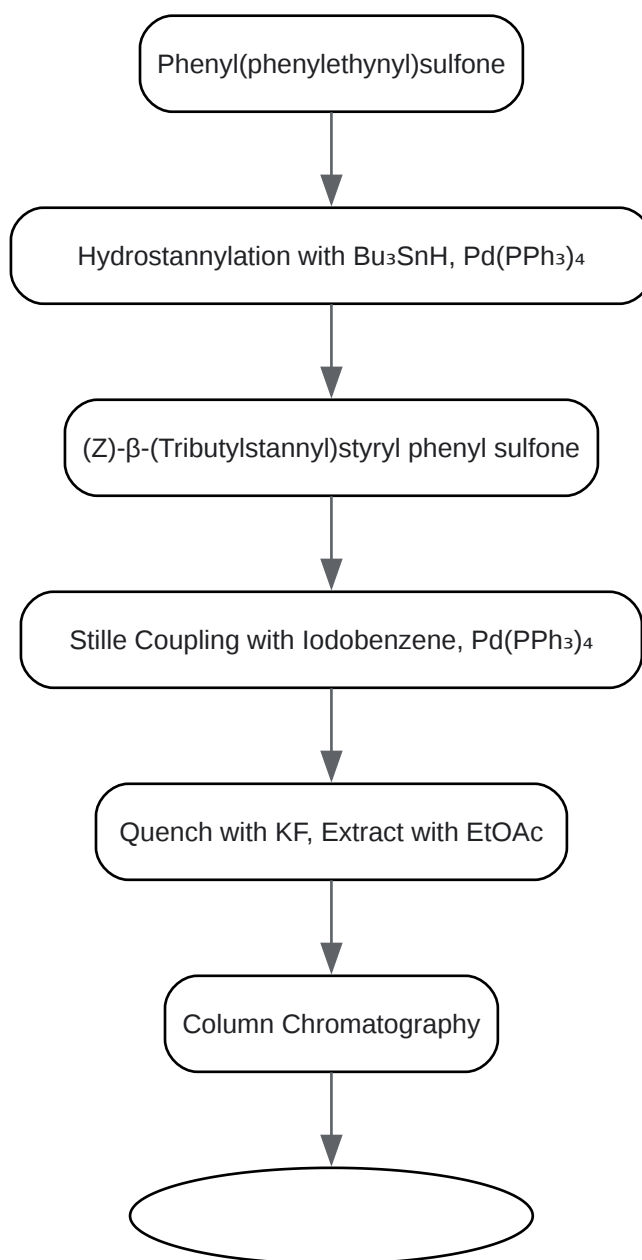 Phenyl(phenylethynyl)sulfone
Hydrostannylation with Bu₃SnH, Pd(PPh₃)₄
(Z)-β-(Tributylstannyl)styryl phenyl sulfone
Stille Coupling with Iodobenzene, Pd(PPh₃)₄
Quench with KF, Extract with EtOAc
Column Chromatography